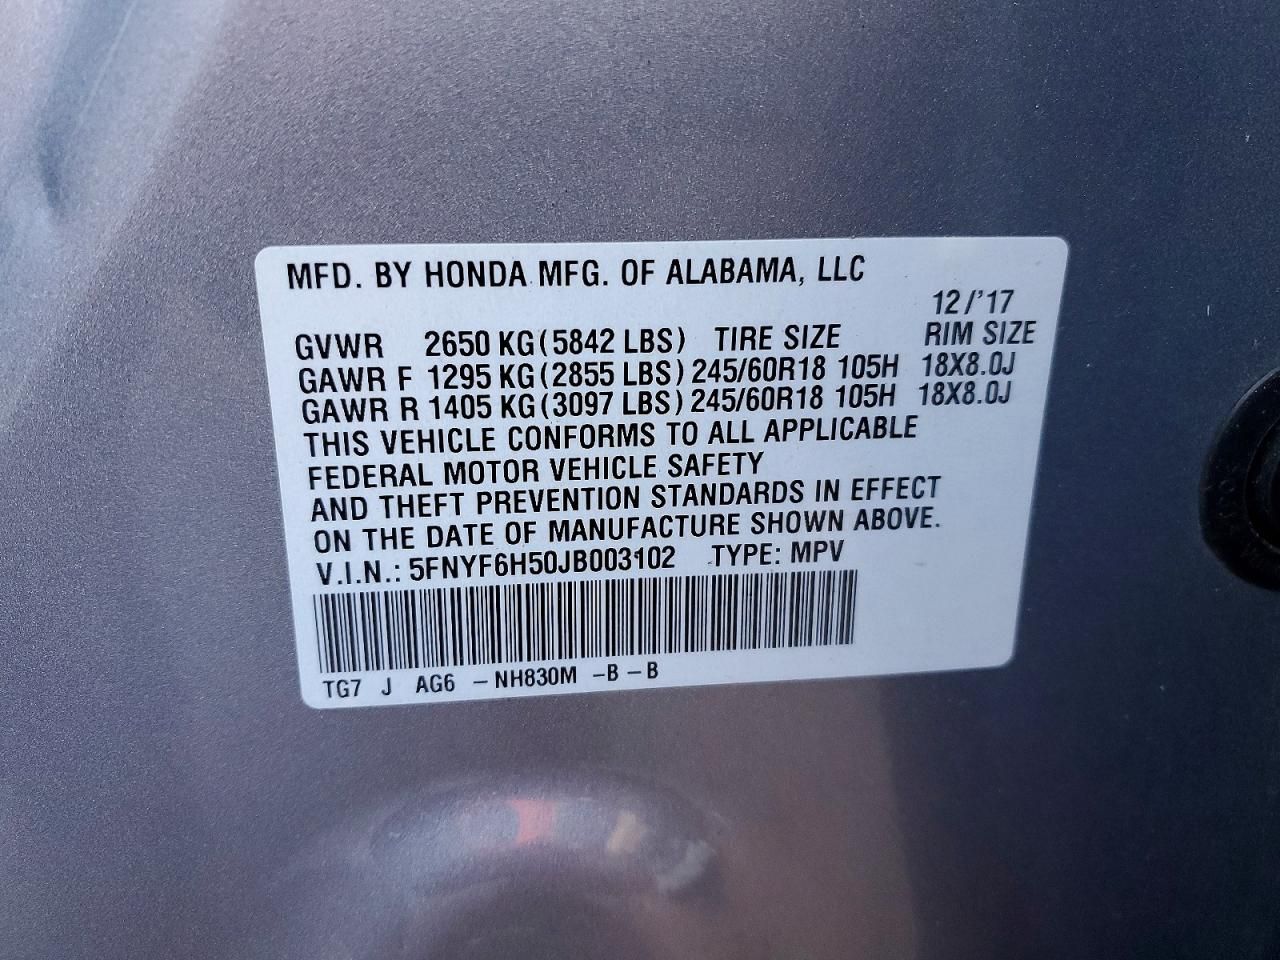 MFD. BY HONDA MFG. OF ALABAMA, LLC
12/'17
GVWR 2650 KG (5842 LBS) TIRE SIZE RIM SIZE
GAWR F 1295 KG (2855 LBS) 245/60R18 105H 18X8.0J
GAWR R 1405 KG (3097 LBS) 245/60R18 105H 18X8.0J
THIS VEHICLE CONFORMS TO ALL APPLICABLE
FEDERAL MOTOR VEHICLE SAFETY
AND THEFT PREVENTION STANDARDS IN EFFECT
ON THE DATE OF MANUFACTURE SHOWN ABOVE.
V.I.N.: 5FNYF6H50JB003102 TYPE: MPV
TG7 J AG6 – NH830M –B –B